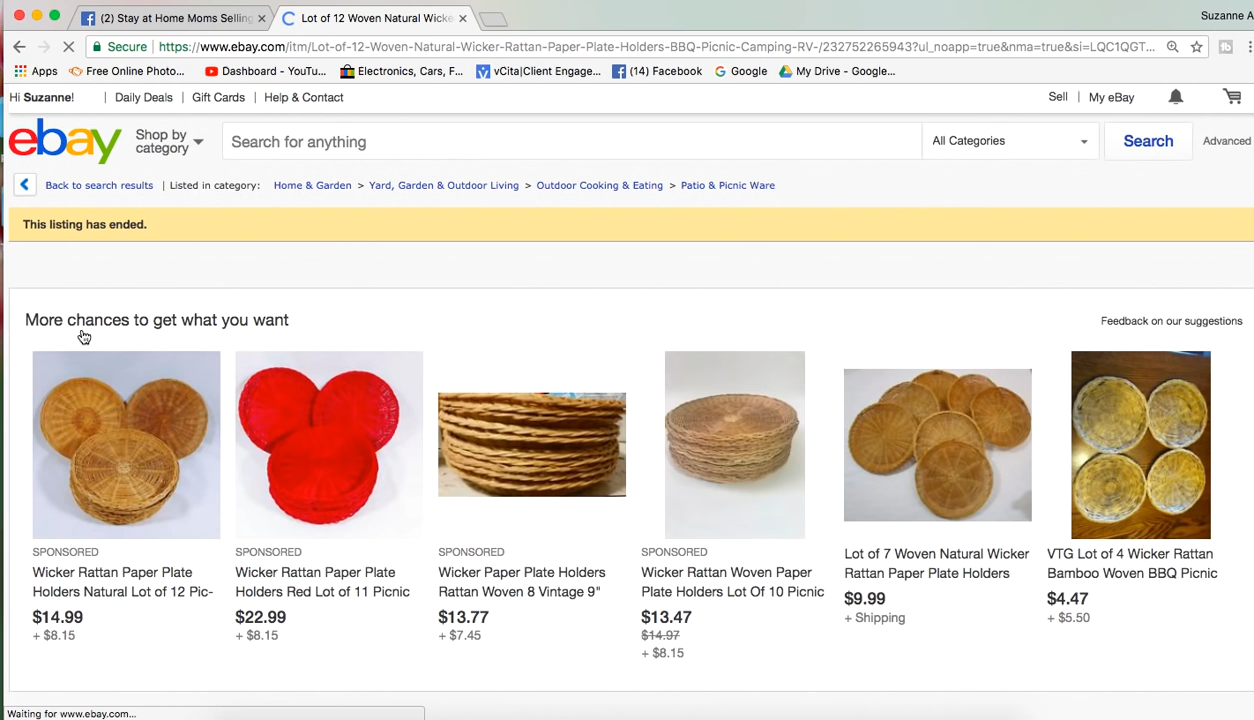 (2) Stay at Home Moms Selling
Lot of 12 Woven Natural Wicke
Suzanne A
Secure
https://www.ebay.com/itm/Lot-of-12-Woven-Natural-Wicker-Rattan-Paper-Plate-Holders-BBQ-Picnic-Camping-RV-/232752265943?ul_noapp=true&nma=true&si=LQC1QGT...
Apps
Free Online Photo...
Dashboard - YouTu...
Electronics, Cars, F...
vCita|Client Engage...
(14) Facebook
Google
My Drive - Google...
Hi Suzanne!
Daily Deals
Gift Cards
Help & Contact
Sell
My eBay
ebay
Shop by
category
Search for anything
All Categories
Search
Advanced
Back to search results
Listed in category:
Home & Garden > Yard, Garden & Outdoor Living > Outdoor Cooking & Eating > Patio & Picnic Ware
This listing has ended.
More chances to get what you want
Feedback on our suggestions
SPONSORED
Wicker Rattan Paper Plate
Holders Natural Lot of 12 Pic-
$14.99
+ $8.15
SPONSORED
Wicker Rattan Paper Plate
Holders Red Lot of 11 Picnic
$22.99
+ $8.15
SPONSORED
Wicker Paper Plate Holders
Rattan Woven 8 Vintage 9"
$13.77
+ $7.45
SPONSORED
Wicker Rattan Woven Paper
Plate Holders Lot Of 10 Picnic
$13.47
$14.97
+ $8.15
Lot of 7 Woven Natural Wicker
Rattan Paper Plate Holders
$9.99
+ Shipping
VTG Lot of 4 Wicker Rattan
Bamboo Woven BBQ Picnic
$4.47
+ $5.50
Waiting for www.ebay.com...